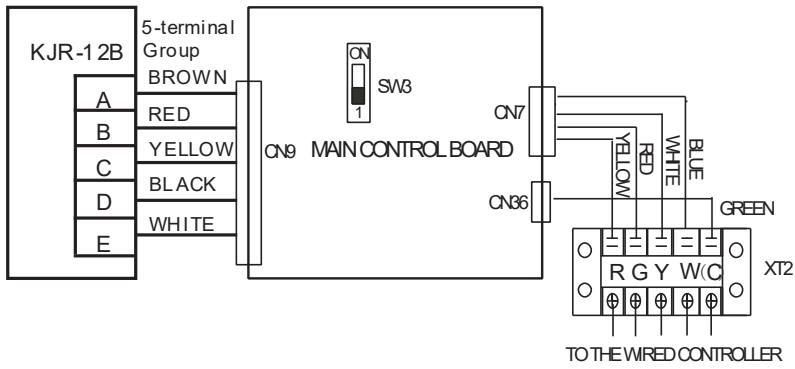 5-terminal
Group
KJR-12B
BROWN
A
RED
B
YELLOW
C
BLACK
D
WHITE
E
CN9
ON
SW3
1
MAIN CONTROL BOARD
CN7
CN36
YELLOW
RED
WHITE
BLUE
GREEN
R G Y W(C
XT2
TO THE WIRED CONTROLLER